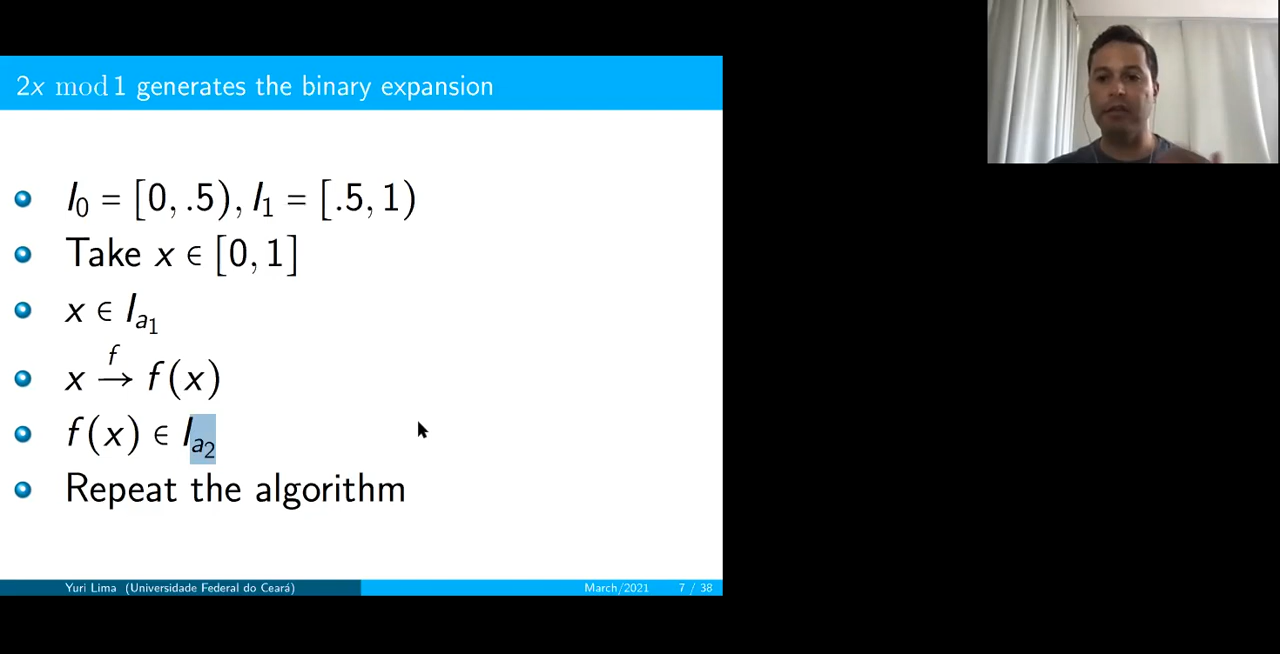 2x mod 1 generates the binary expansion
I₀ = [0, .5), I₁ = [.5, 1)
Take x ∈ [0, 1]
x ∈ I_{a₁}
x \xrightarrow{f} f(x)
f(x) ∈ I_{a₂}
Repeat the algorithm
Yuri Lima (Universidade Federal do Ceará) March/2021 7 / 38